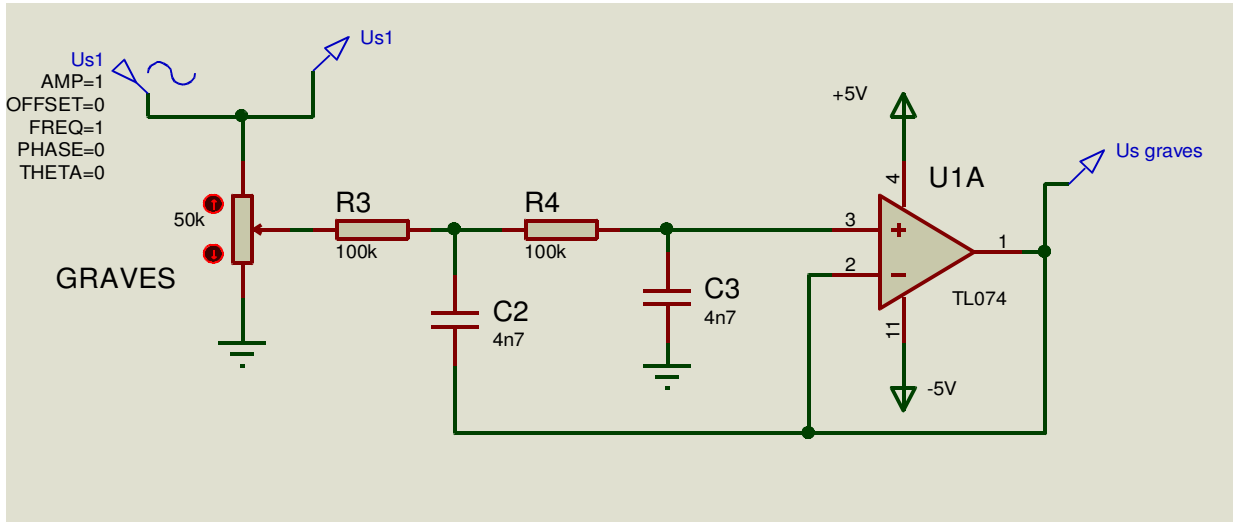 Us1
AMP=1
OFFSET=0
FREQ=1
PHASE=0
THETA=0
Us1
50k
GRAVES
R3
100k
R4
100k
C2
4n7
C3
4n7
+5V
4
U1A
3
2
1
TL074
11
-5V
Us graves